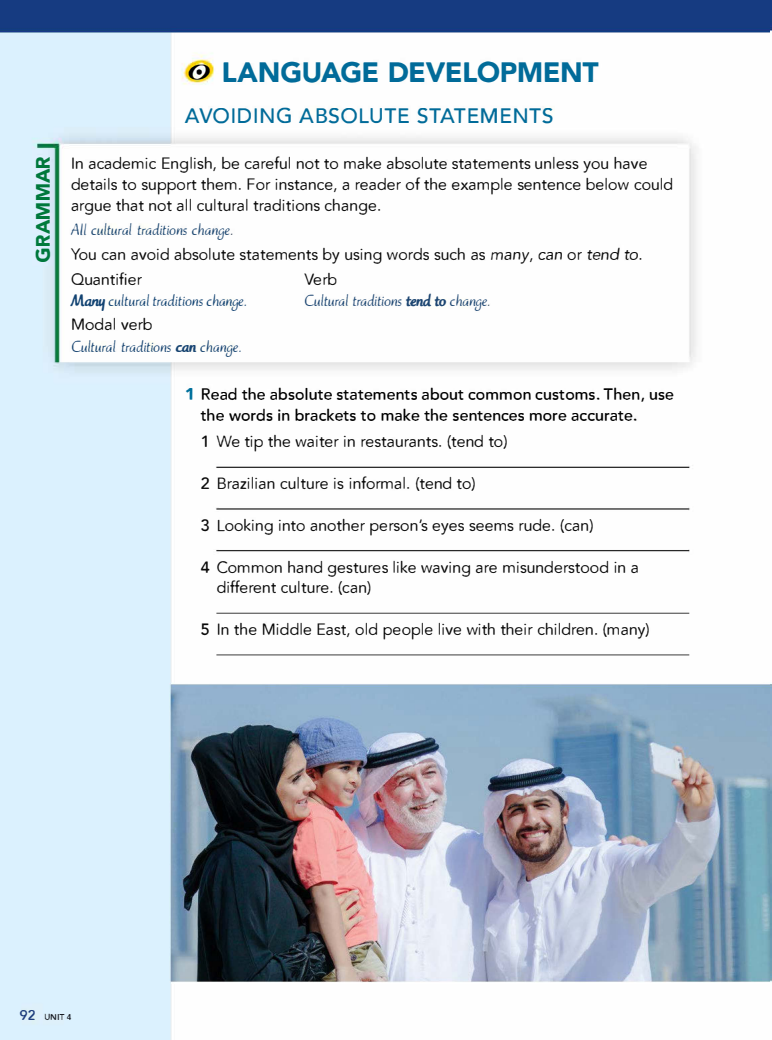 LANGUAGE DEVELOPMENT
AVOIDING ABSOLUTE STATEMENTS
GRAMMAR
In academic English, be careful not to make absolute statements unless you have
details to support them. For instance, a reader of the example sentence below could
argue that not all cultural traditions change.
All cultural traditions change.
You can avoid absolute statements by using words such as many, can or tend to.
Quantifier
Many cultural traditions change.
Verb
Cultural traditions tend to change.
Modal verb
Cultural traditions can change.
1 Read the absolute statements about common customs. Then, use
the words in brackets to make the sentences more accurate.
1 We tip the waiter in restaurants. (tend to)
2 Brazilian culture is informal. (tend to)
3 Looking into another person's eyes seems rude. (can)
4 Common hand gestures like waving are misunderstood in a
different culture. (can)
5 In the Middle East, old people live with their children. (many)
92 UNIT 4